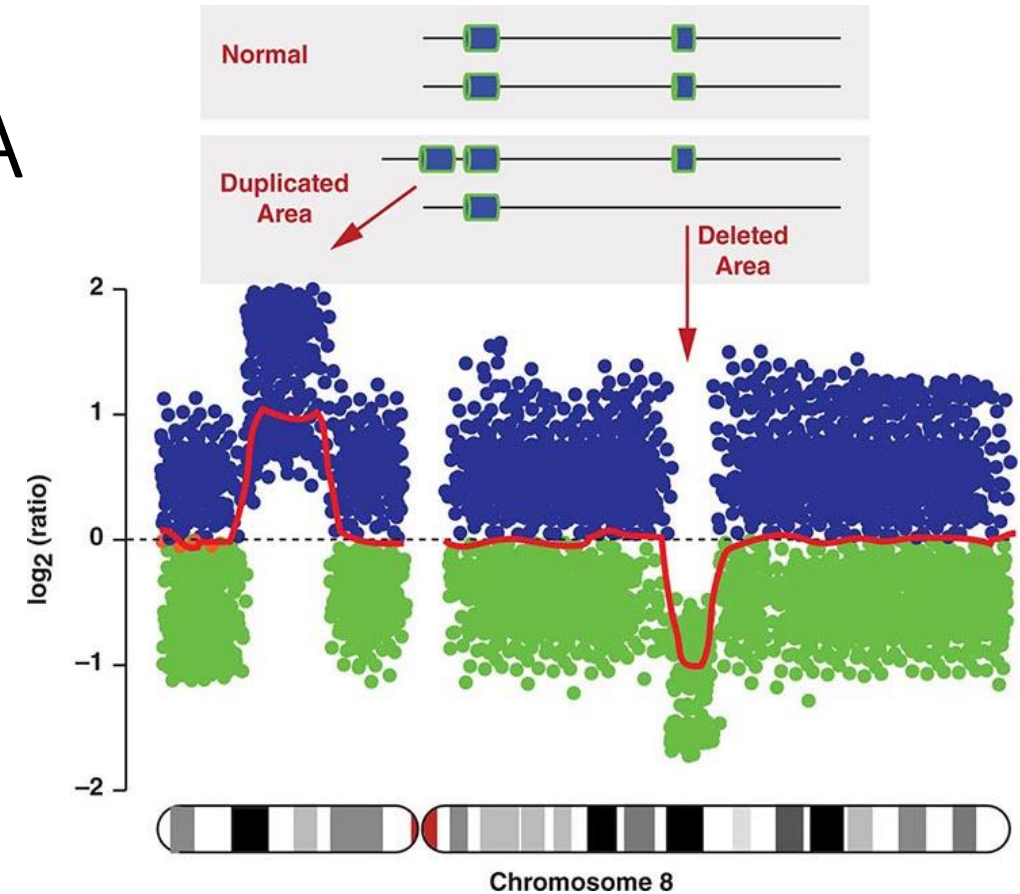 A
Normal
Duplicated
Area
Deleted
Area
2
1
0
−1
−2
log2 (ratio)
Chromosome 8